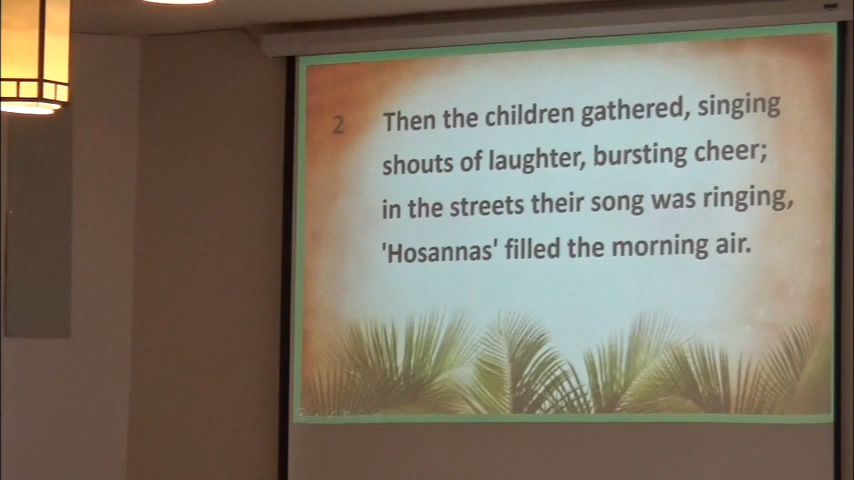 2 Then the children gathered, singing
shouts of laughter, bursting cheer;
in the streets their song was ringing,
'Hosannas' filled the morning air.